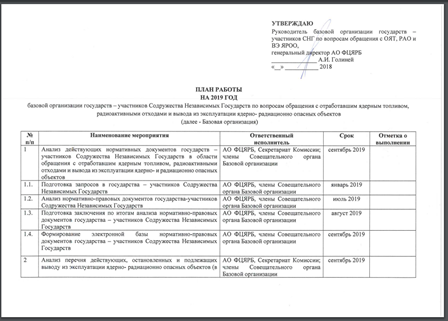 УТВЕРЖДАЮ
Руководитель базовой организации государств –
участников СНГ по вопросам обращения с ОЯТ, РАО и
ВЭ ЯРОО,
генеральный директор АО ФЦЯРБ
А.И. Голиней
«__» 2018
ПЛАН РАБОТЫ
НА 2019 ГОД
базовой организации государств – участников Содружества Независимых Государств по вопросам обращения с отработавшим ядерным топливом,
радиоактивными отходами и вывода из эксплуатации ядерно- радиационно опасных объектов
(далее - Базовая организация)
№ п/п Наименование мероприятия Ответственный исполнитель Срок Отметка о выполнении
1 Анализ действующих нормативных документов государств –
участников Содружества Независимых Государств в области
обращения с отработавшим ядерным топливом, радиоактивными
отходами и вывода из эксплуатации ядерно- и радиационно опасных
объектов
АО ФЦЯРБ, Секретариат Комиссии;
члены Совещательного органа
Базовой организации
сентябрь 2019
1.1. Подготовка запросов в государства – участники Содружества
Независимых Государств
АО ФЦЯРБ, члены Совещательного
органа Базовой организации
январь 2019
1.2. Анализ нормативно-правовых документов государства-участников
Содружества Независимых Государств
АО ФЦЯРБ, члены Совещательного
органа Базовой организации
июль 2019
1.3. Подготовка заключения по итогам анализа нормативно-правовых
документов государства – участников Содружества Независимых
Государств
АО ФЦЯРБ, члены Совещательного
органа Базовой организации
август 2019
1.4. Формирование электронной базы нормативно-правовых
документов государства – участников Содружества Независимых
Государств
АО ФЦЯРБ, члены Совещательного
органа Базовой организации
сентябрь 2019
2 Анализ перечня действующих, остановленных и подлежащих
выводу из эксплуатации ядерно- радиационно опасных объектов (в
АО ФЦЯРБ, Секретариат Комиссии;
члены Совещательного органа
Базовой организации
сентябрь 2019